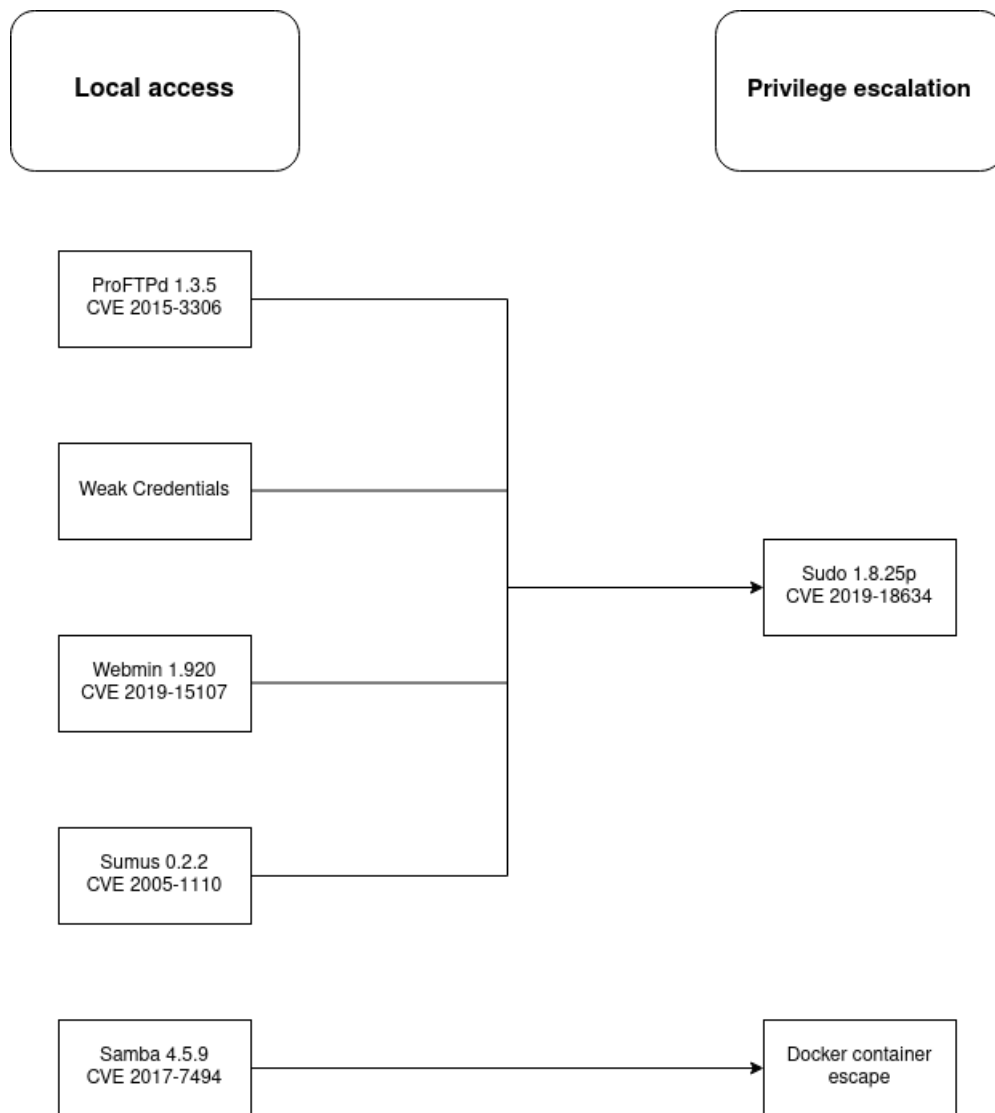 Local access
Privilege escalation
ProFTPd 1.3.5
CVE 2015-3306
Weak Credentials
Sudo 1.8.25p
CVE 2019-18634
Webmin 1.920
CVE 2019-15107
Sumus 0.2.2
CVE 2005-1110
Samba 4.5.9
CVE 2017-7494
Docker container
escape